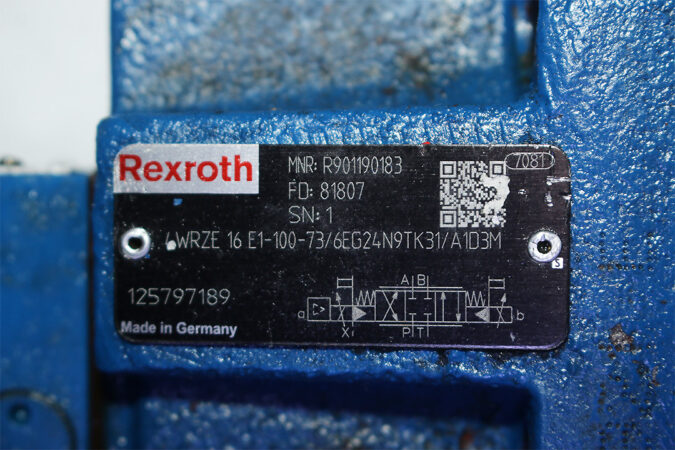 Rexroth
MNR: R901190183
7081
FD: 81807
SN: 1
4WRZE 16 E1-100-73/6EG24N9TK31/A1D3M
S
125797189
A B
a
b
X
P T
Made in Germany